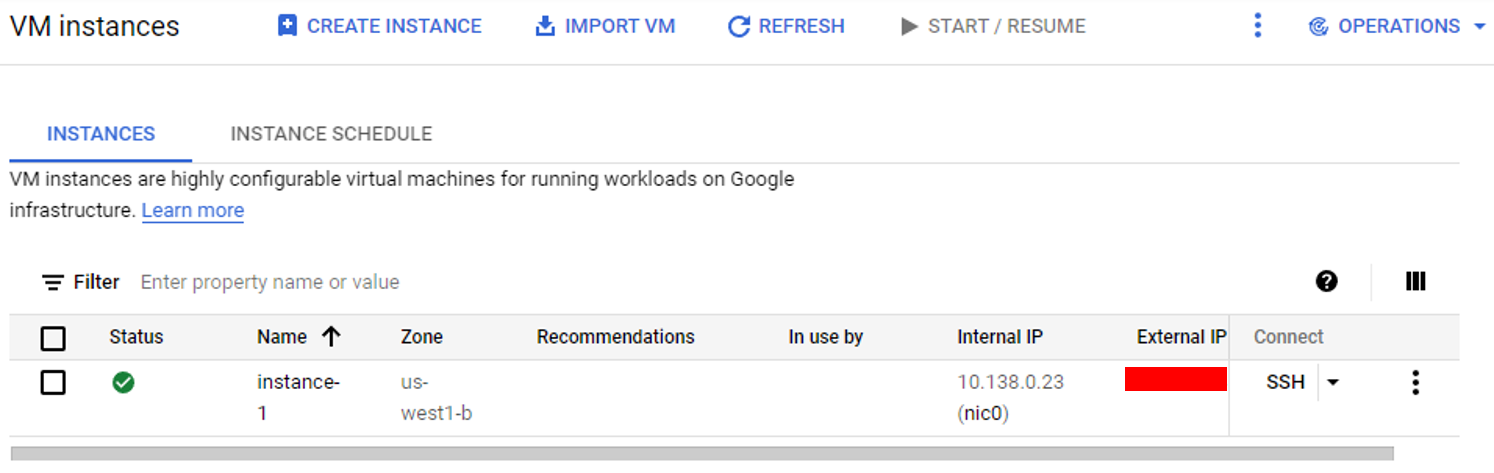 VM instances CREATE INSTANCE IMPORT VM REFRESH START / RESUME OPERATIONS
INSTANCES INSTANCE SCHEDULE
VM instances are highly configurable virtual machines for running workloads on Google
infrastructure. Learn more
Filter Enter property name or value ?
Status Name Zone Recommendations In use by Internal IP External IP Connect
instance- us- 10.138.0.23 SSH
1 west1-b (nic0)